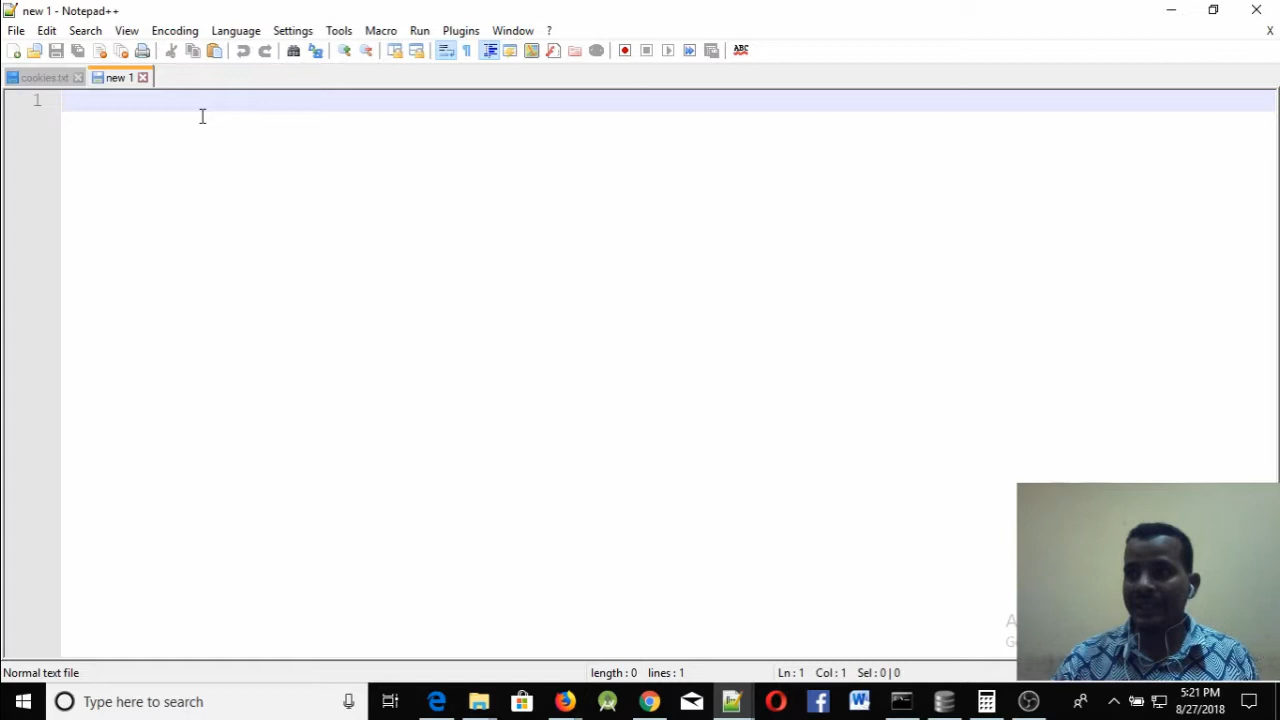 new 1 - Notepad++
File Edit Search View Encoding Language Settings Tools Macro Run Plugins Window ? X
ABC
cookies.txt new 1
1
Normal text file length : 0 lines : 1 Ln : 1 Col : 1 Sel : 0 | 0
Type here to search
5:21 PM
8/27/2018